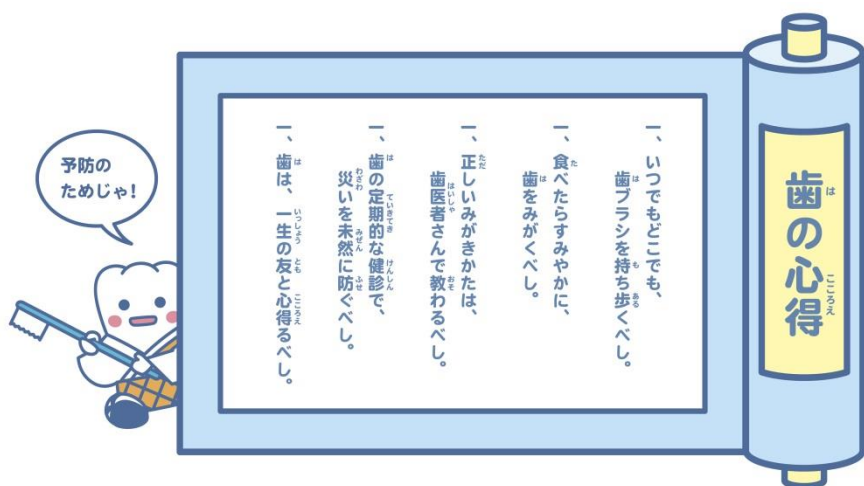 歯の心得
一、いつでもどこでも、
歯ブラシを持ち歩くべし。
一、食べたらすみやかに、
歯をみがくべし。
一、正しいみがきかたは、
歯医者さんで教わるべし。
一、歯の定期的な健診で、
災いを未然に防ぐべし。
一、歯は、一生の友と心得るべし。
予防の
ためじゃ!